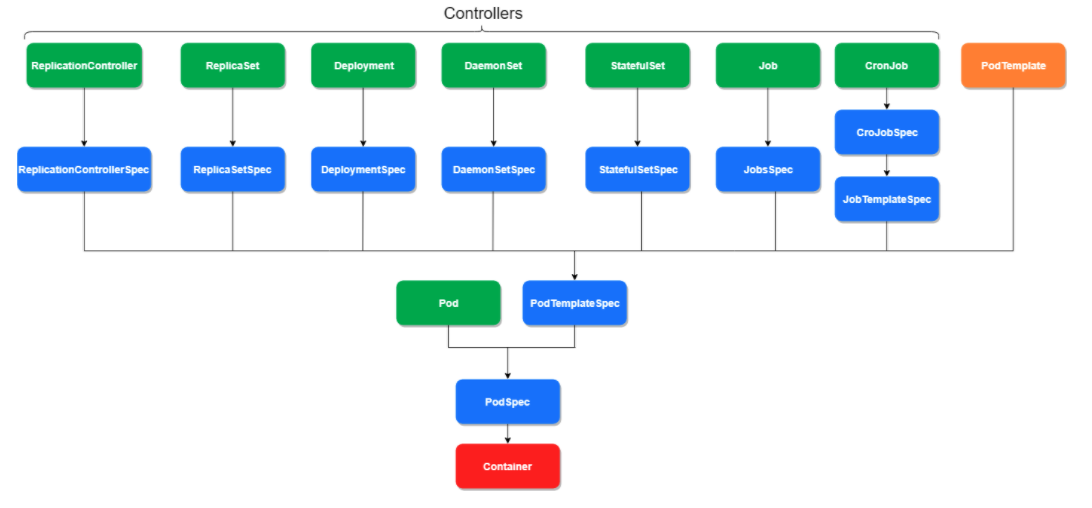 Controllers
ReplicationController
ReplicaSet
Deployment
DaemonSet
StatefulSet
Job
CronJob
PodTemplate
CroJobSpec
ReplicationControllerSpec
ReplicaSetSpec
DeploymentSpec
DaemonSetSpec
StatefulSetSpec
JobsSpec
JobTemplateSpec
Pod
PodTemplateSpec
PodSpec
Container